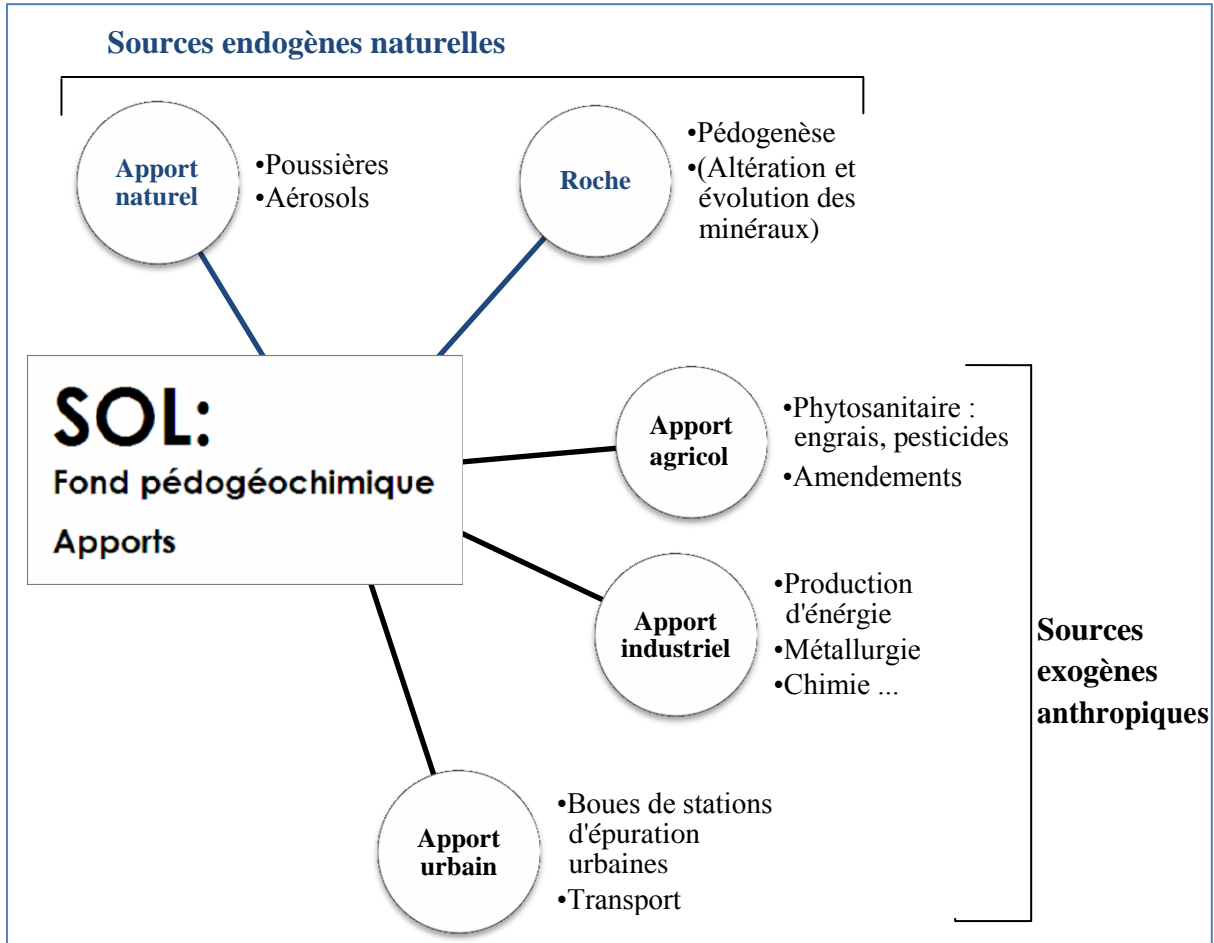 Sources endogènes naturelles
Apport
naturel
•Poussières
•Aérosols
Roche
•Pédogenèse
•(Altération et
évolution des
minéraux)
SOL:
Fond pédogéochimique
Apports
Apport
agricol
•Phytosanitaire :
engrais, pesticides
•Amendements
Apport
industriel
•Production
d'énérgie
•Métallurgie
•Chimie ...
Sources
exogènes
anthropiques
Apport
urbain
•Boues de stations
d'épuration
urbaines
•Transport